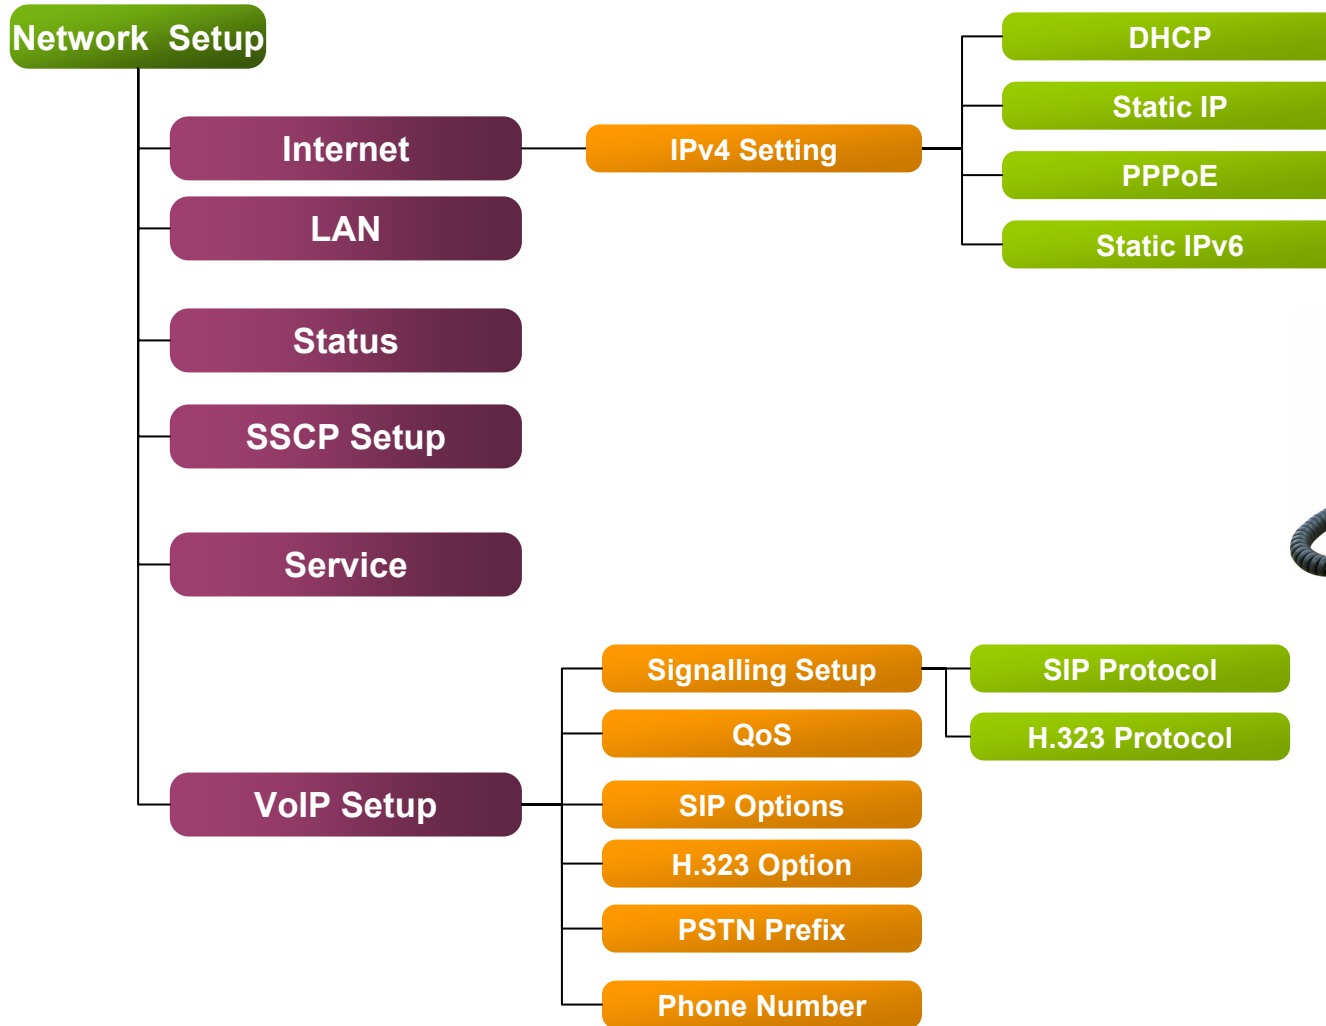 Network Setup
Internet
IPv4 Setting
DHCP
Static IP
PPPoE
Static IPv6
LAN
Status
SSCP Setup
Service
VoIP Setup
Signalling Setup
SIP Protocol
H.323 Protocol
QoS
SIP Options
H.323 Option
PSTN Prefix
Phone Number